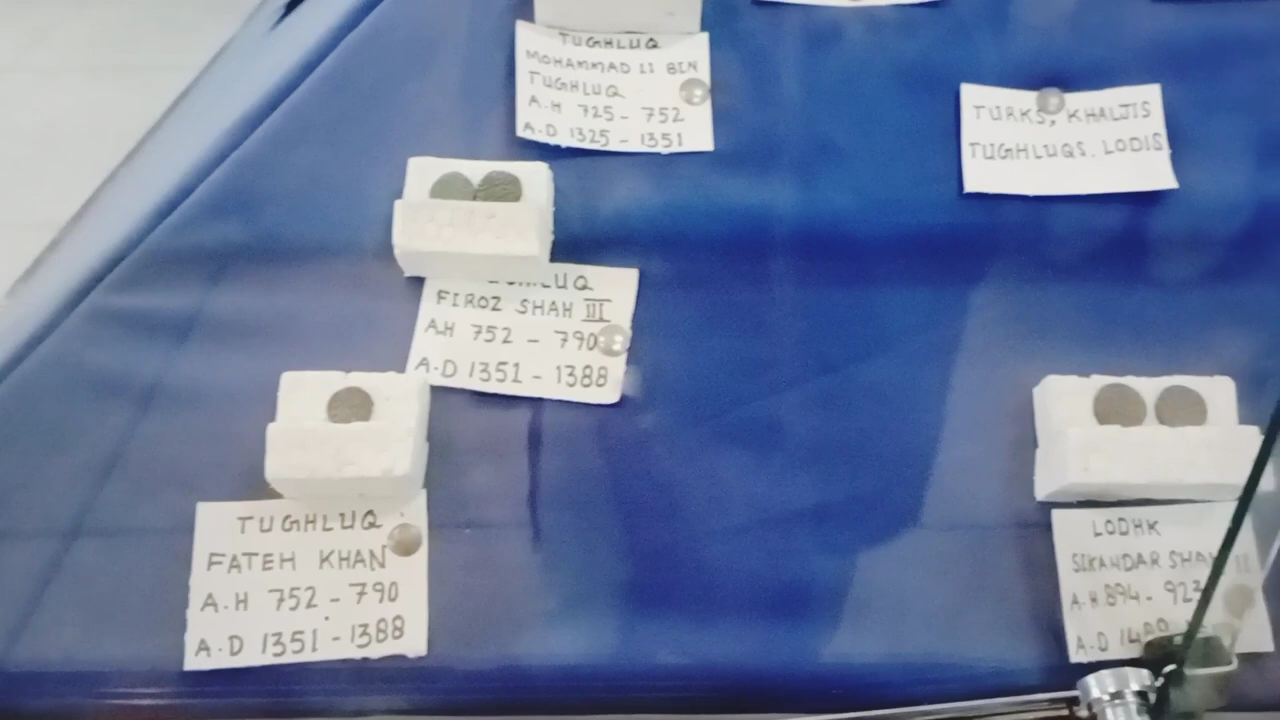 TUGHLUQ
MOHAMMAD II BIN
TUGHLUQ
A.H 725 - 752
A.D 1325 - 1351
TURKS, KHALJIS
TUGHLUQS. LODIS
FIROZ SHAH III
A.H 752 - 790
A.D 1351 - 1388
TUGHLUQ
FATEH KHAN
A.H 752 - 790
A.D 1351 - 1388
LODHK
SIKANDAR SHAH II
A.H. 894 - 923
A.D